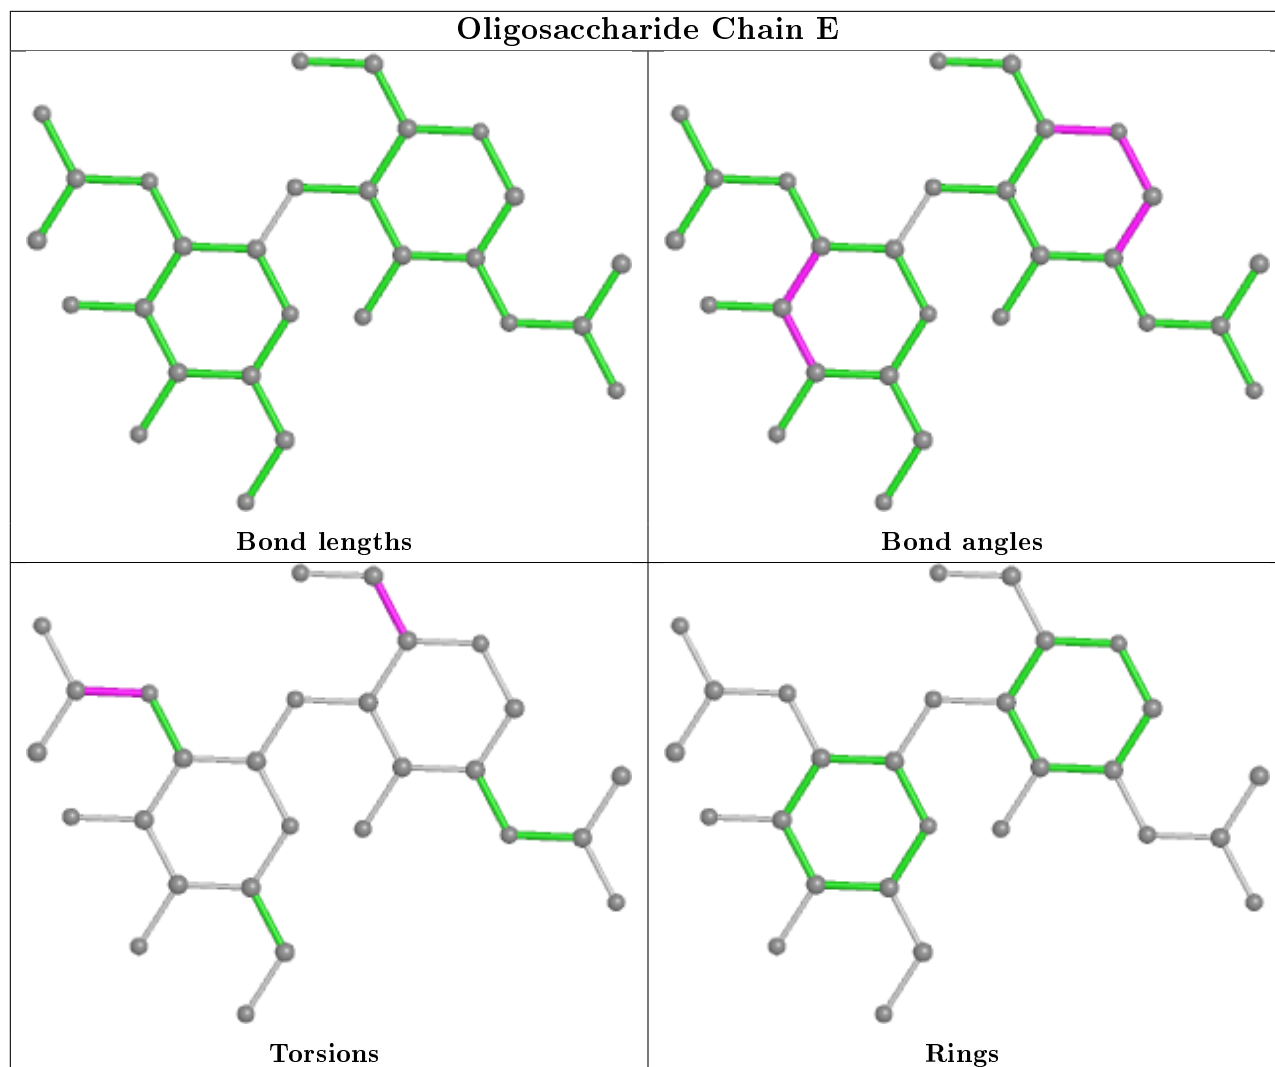 Oligosaccharide Chain E
Bond lengths
Bond angles
Torsions
Rings